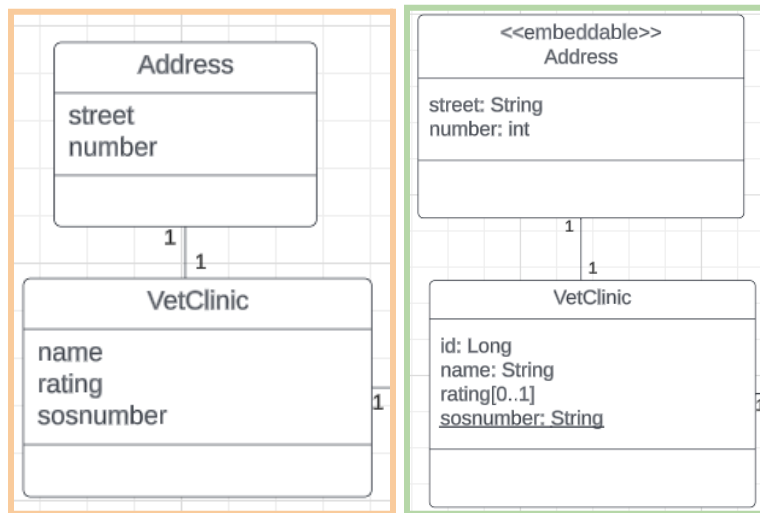 Address
street
number
1
1
VetClinic
name
rating
sosnumber
1
<<embeddable>>
Address
street: String
number: int
1
1
VetClinic
id: Long
name: String
rating[0..1]
sosnumber: String
1